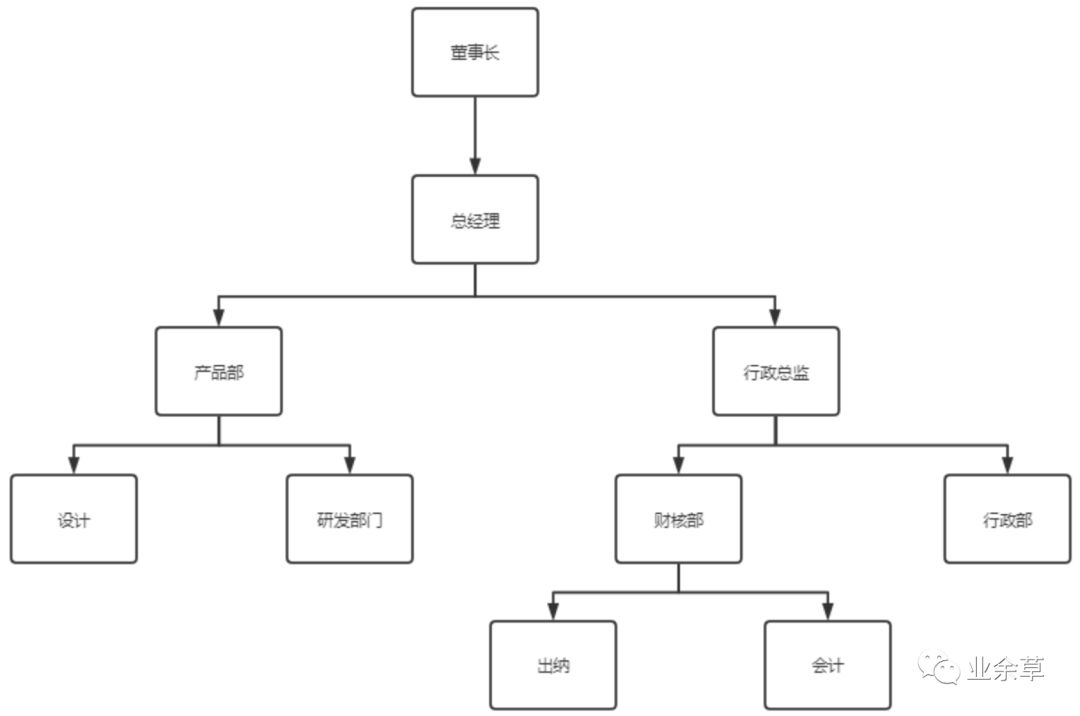 董事长
总经理
产品部
行政总监
设计
研发部门
财核部
行政部
出纳
会计
业余草